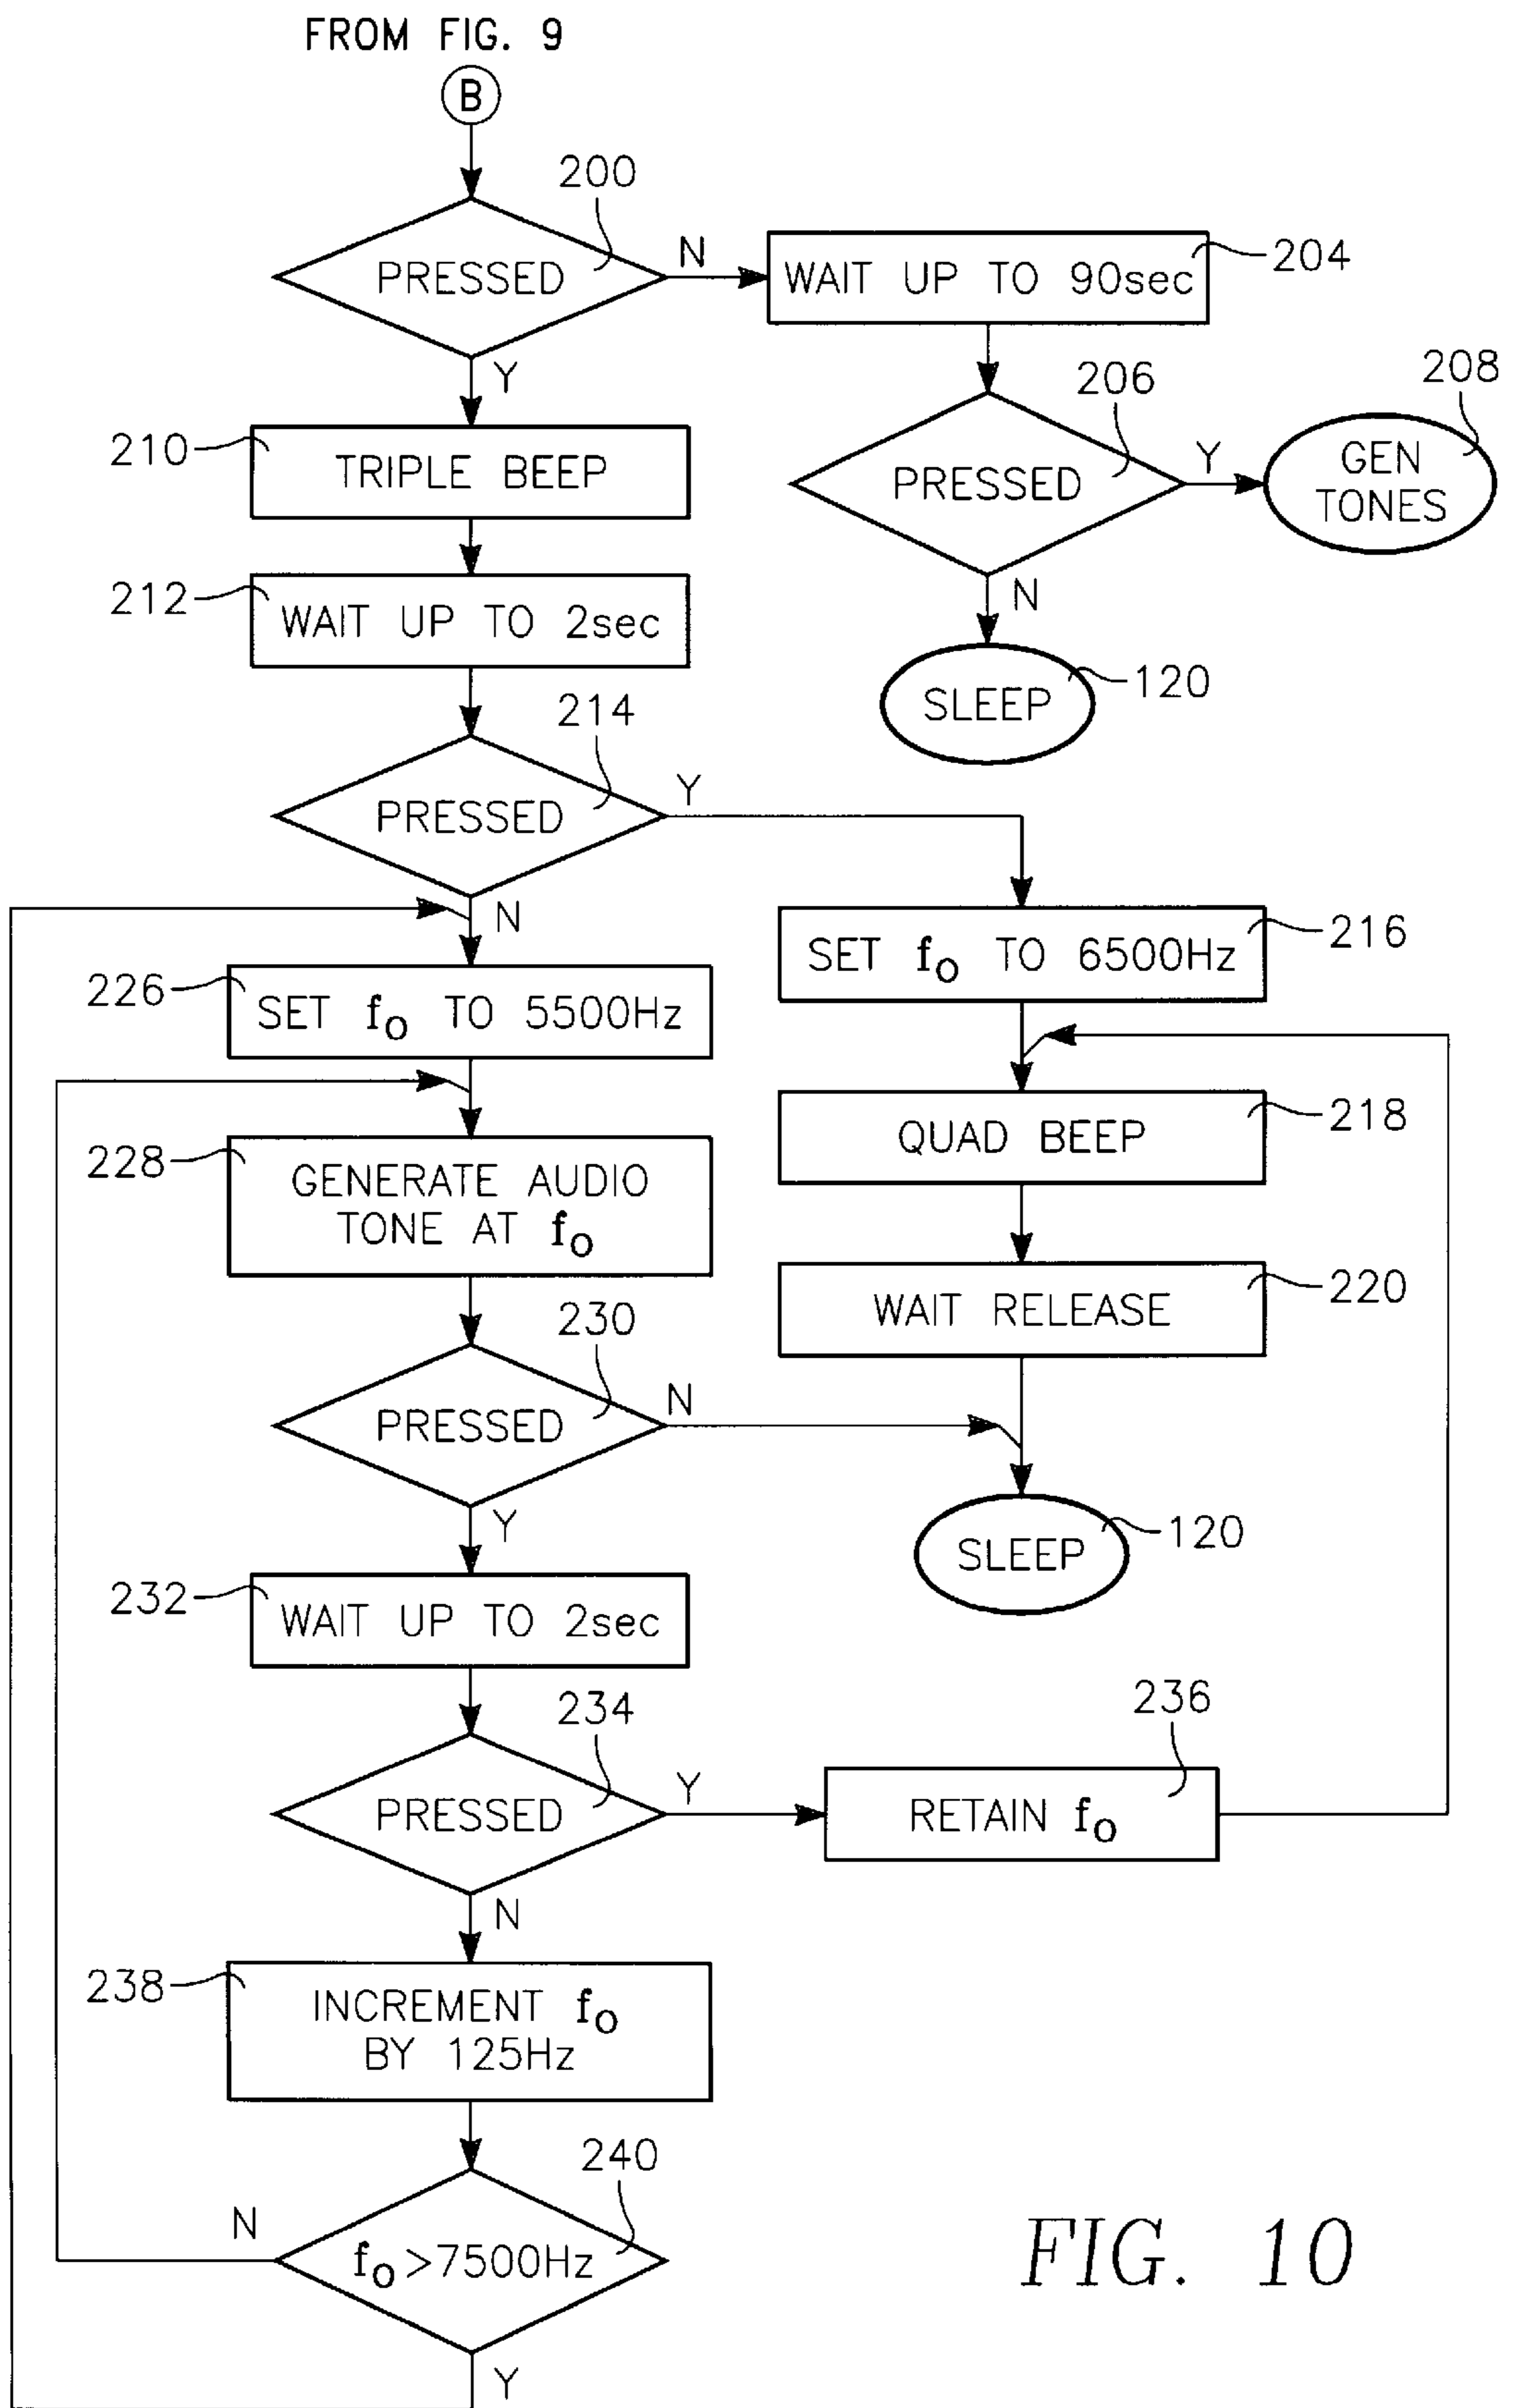 FROM FIG. 9
B
200
PRESSED
N
WAIT UP TO 90sec
204
Y
206
208
210
TRIPLE BEEP
PRESSED
Y
GEN
TONES
212
WAIT UP TO 2sec
N
214
SLEEP
120
PRESSED
Y
N
SET fo TO 6500Hz
216
226
SET fo TO 5500Hz
QUAD BEEP
218
228
GENERATE AUDIO
TONE AT fo
WAIT RELEASE
220
230
PRESSED
N
Y
SLEEP
120
232
WAIT UP TO 2sec
234
236
PRESSED
Y
RETAIN fo
N
238
INCREMENT fo
BY 125Hz
240
N
fo>7500Hz
Y
FIG. 10